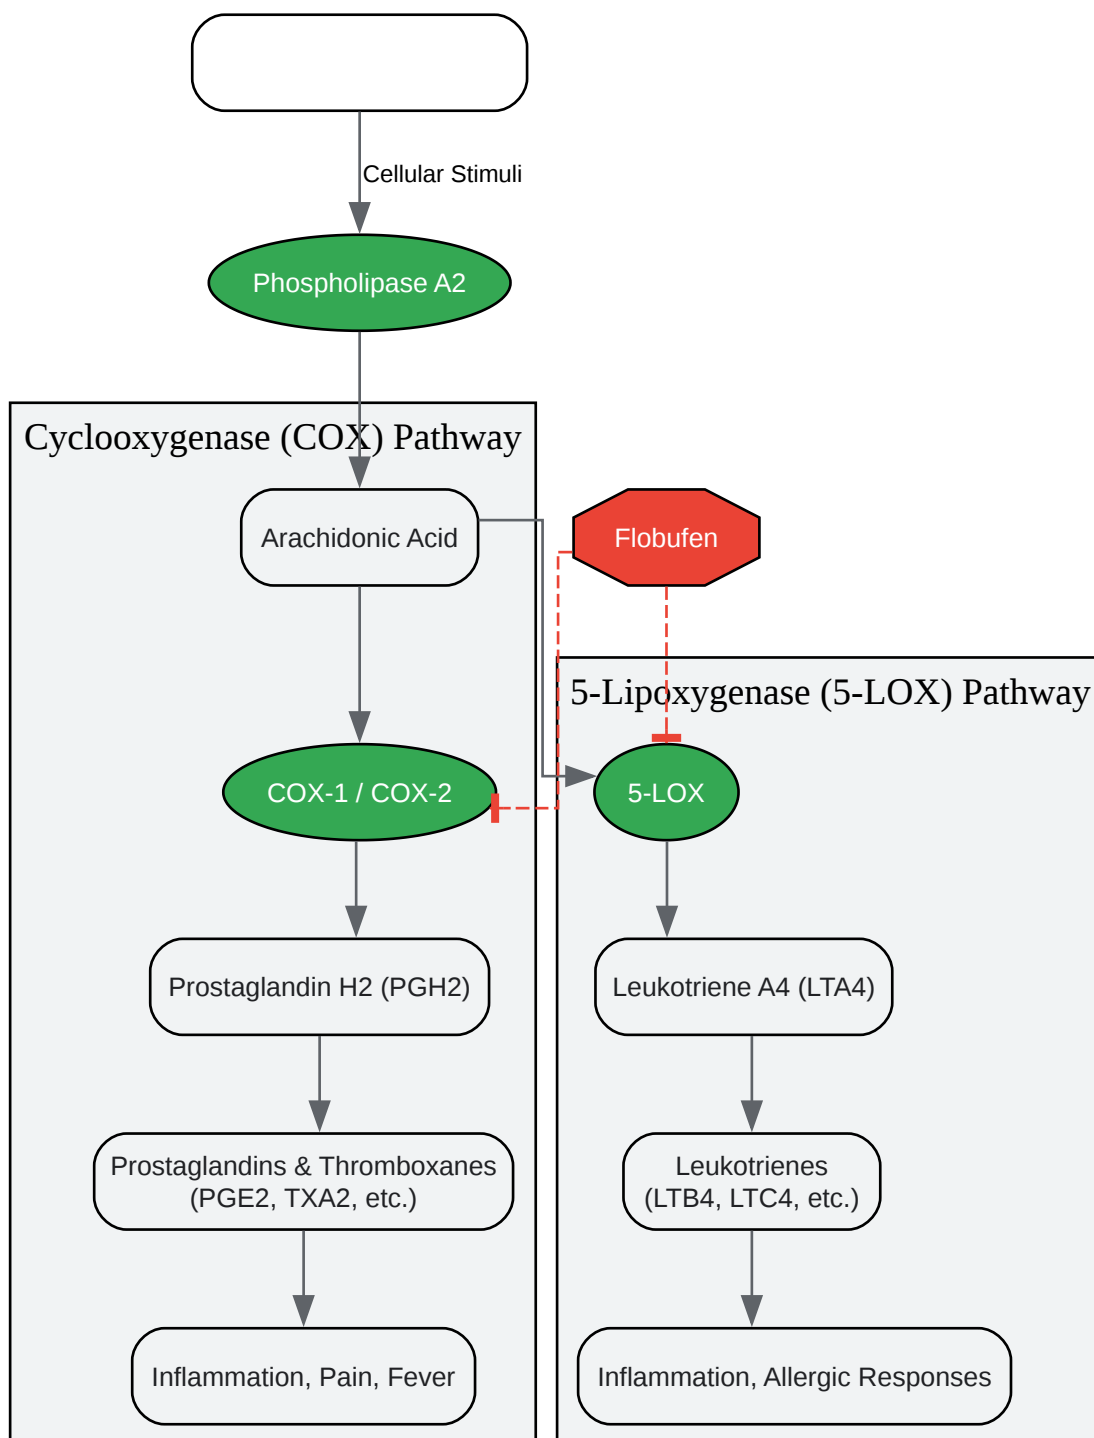 Cellular Stimuli
Phospholipase A2
Cyclooxygenase (COX) Pathway
Arachidonic Acid
Flobufen
5-Lipoxygenase (5-LOX) Pathway
COX-1 / COX-2
5-LOX
Prostaglandin H2 (PGH2)
Leukotriene A4 (LTA4)
Prostaglandins & Thromboxanes
(PGE2, TXA2, etc.)
Leukotrienes
(LTB4, LTC4, etc.)
Inflammation, Pain, Fever
Inflammation, Allergic Responses